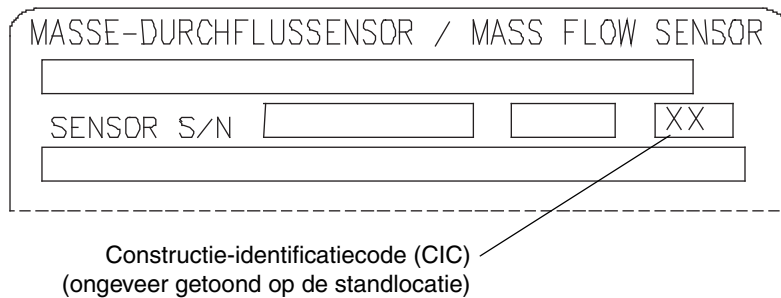 MASSE-DURCHFLUSSENSOR / MASS FLOW SENSOR
SENSOR S/N XX
Constructie-identificatiecode (CIC)
(ongeveer getoond op de standlocatie)